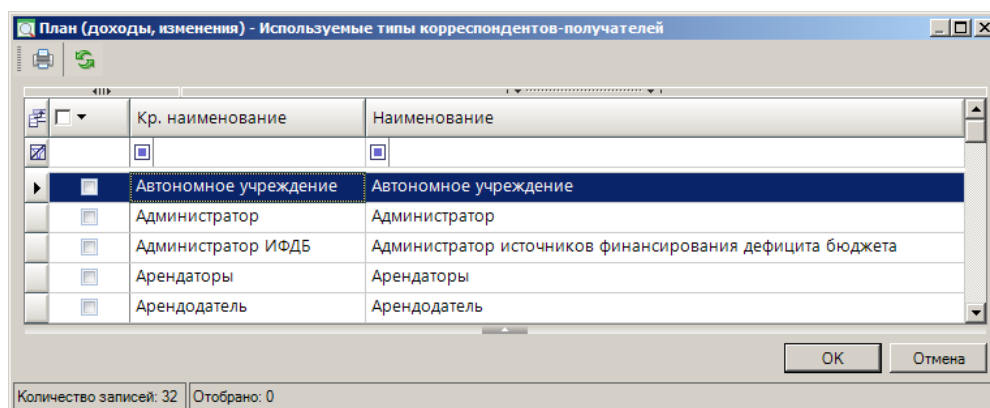 План (доходы, изменения) - Используемые типы корреспондентов-получателей
Кр. наименование Наименование
Автономное учреждение Автономное учреждение
Администратор Администратор
Администратор ИФДБ Администратор источников финансирования дефицита бюджета
Арендаторы Арендаторы
Арендодатель Арендодатель
OK Отмена
Количество записей: 32 Отобрано: 0